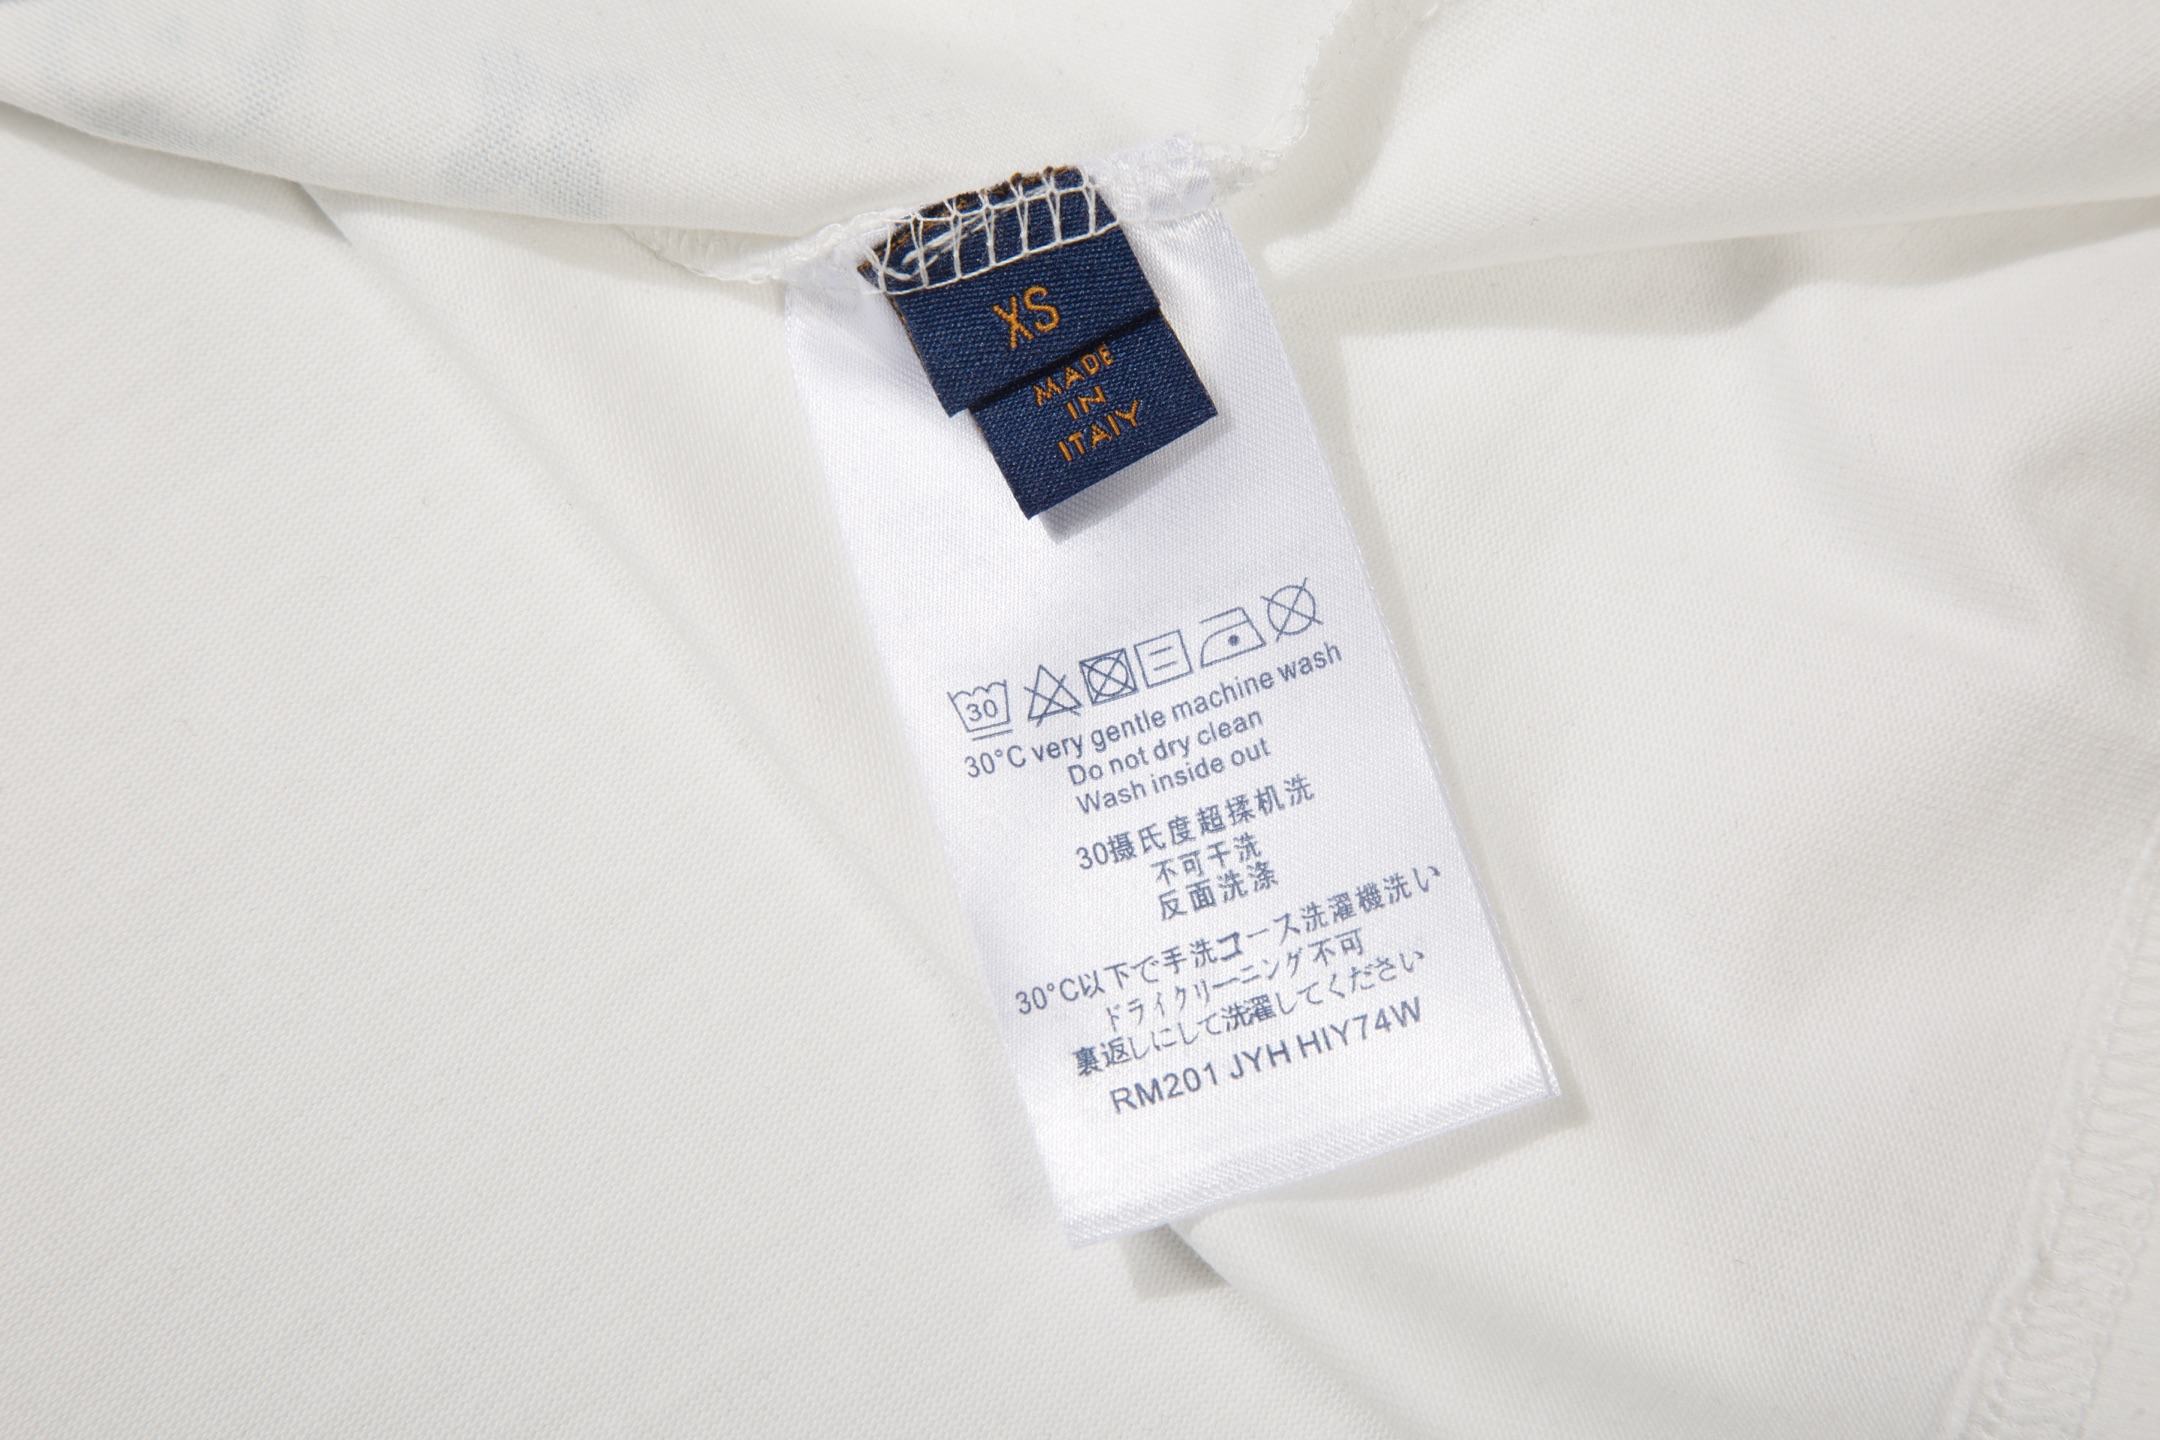 XS
MADE
IN
ITAIY
30
30°C very gentle machine wash
Do not dry clean
Wash inside out
30摄氏度超揉机洗
不可干洗
反面洗涤
30°C以下で手洗コース洗濯機洗い
ドライクリーニング不可
裏返しにして洗濯してください
RM201 JYH HIY74W